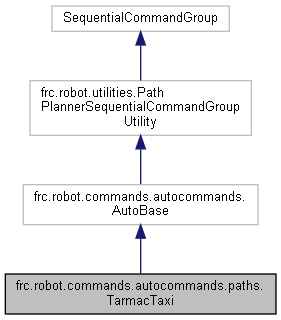 SequentialCommandGroup
frc.robot.utilities.Path
PlannerSequentialCommandGroup
Utility
frc.robot.commands.autocommands.
AutoBase
frc.robot.commands.autocommands.paths.
TarmacTaxi